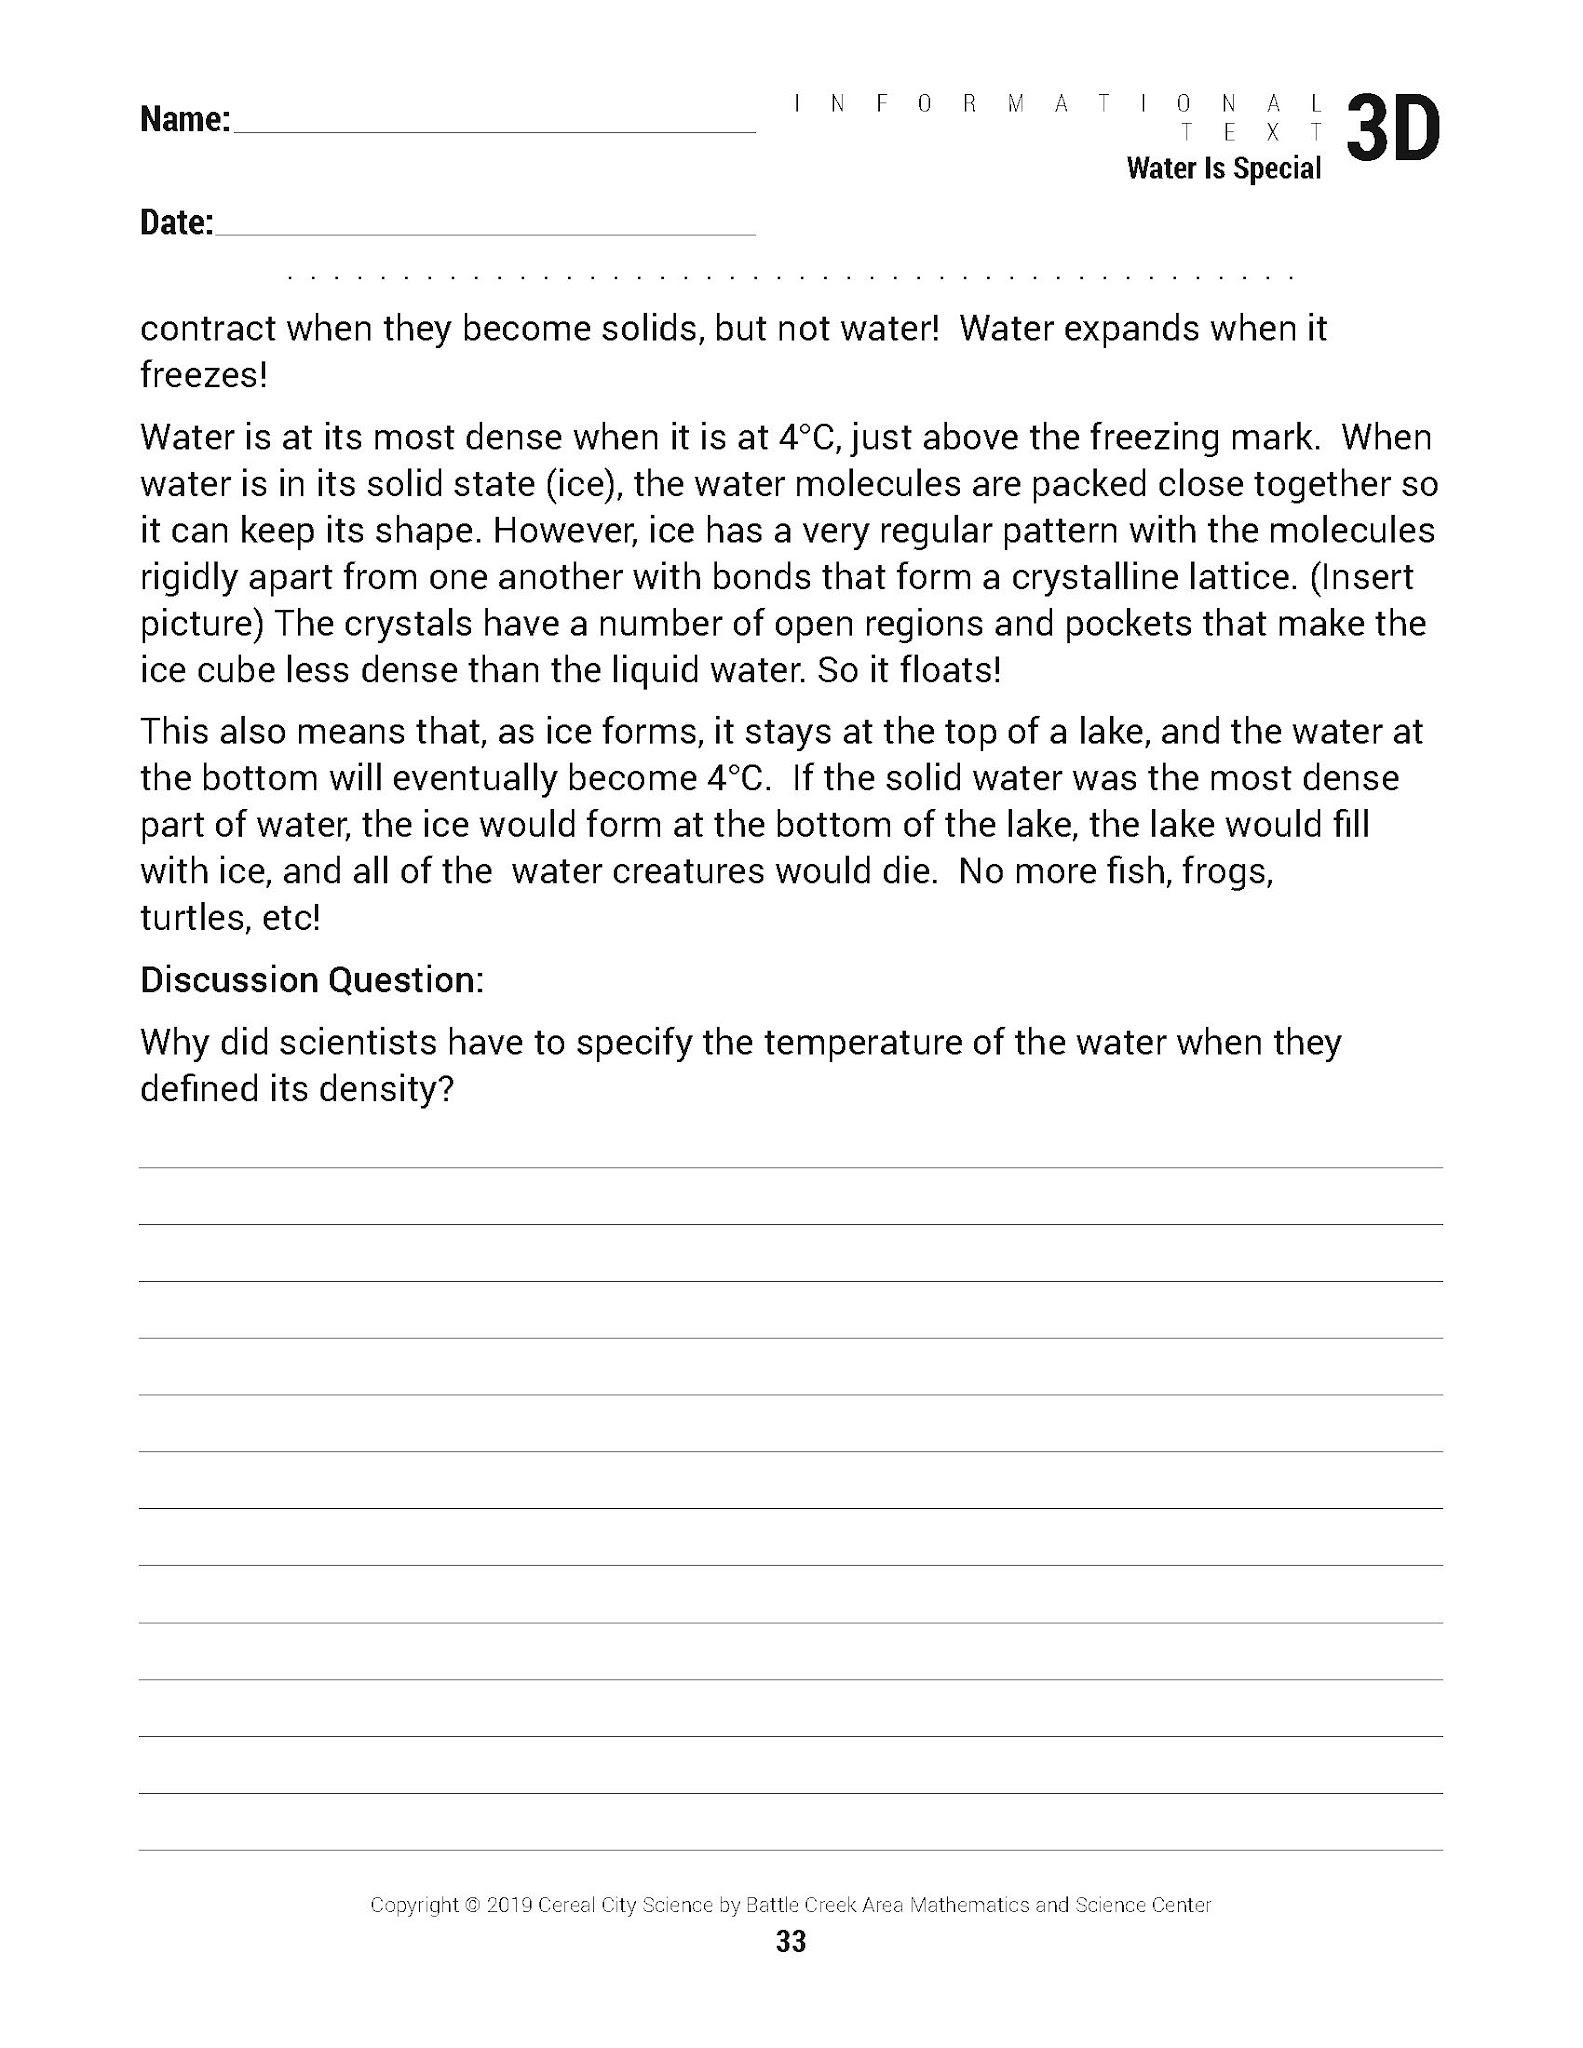 Name:
INFORMATIONAL
TEXT
3D
Water Is Special
Date:
contract when they become solids, but not water!  Water expands when it
freezes!
Water is at its most dense when it is at 4°C, just above the freezing mark.  When
water is in its solid state (ice), the water molecules are packed close together so
it can keep its shape. However, ice has a very regular pattern with the molecules
rigidly apart from one another with bonds that form a crystalline lattice. (Insert
picture) The crystals have a number of open regions and pockets that make the
ice cube less dense than the liquid water. So it floats!
This also means that, as ice forms, it stays at the top of a lake, and the water at
the bottom will eventually become 4°C.  If the solid water was the most dense
part of water, the ice would form at the bottom of the lake, the lake would fill
with ice, and all of the  water creatures would die.  No more fish, frogs,
turtles, etc!
Discussion Question:
Why did scientists have to specify the temperature of the water when they
defined its density?
Copyright © 2019 Cereal City Science by Battle Creek Area Mathematics and Science Center
33